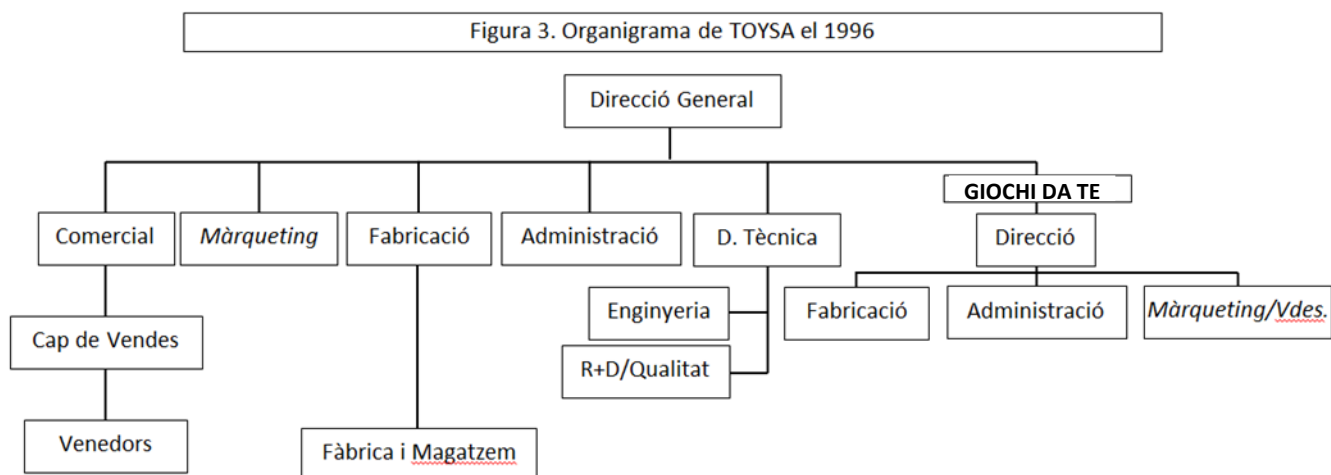 Figura 3. Organigrama de TOYSA el 1996
Direcció General
GIOCHI DA TE
Comercial
Màrqueting
Fabricació
Administració
D. Tècnica
Direcció
Enginyeria
Fabricació
Administració
Màrqueting/Vdes.
Cap de Vendes
R+D/Qualitat
Venedors
Fàbrica i Magatzem